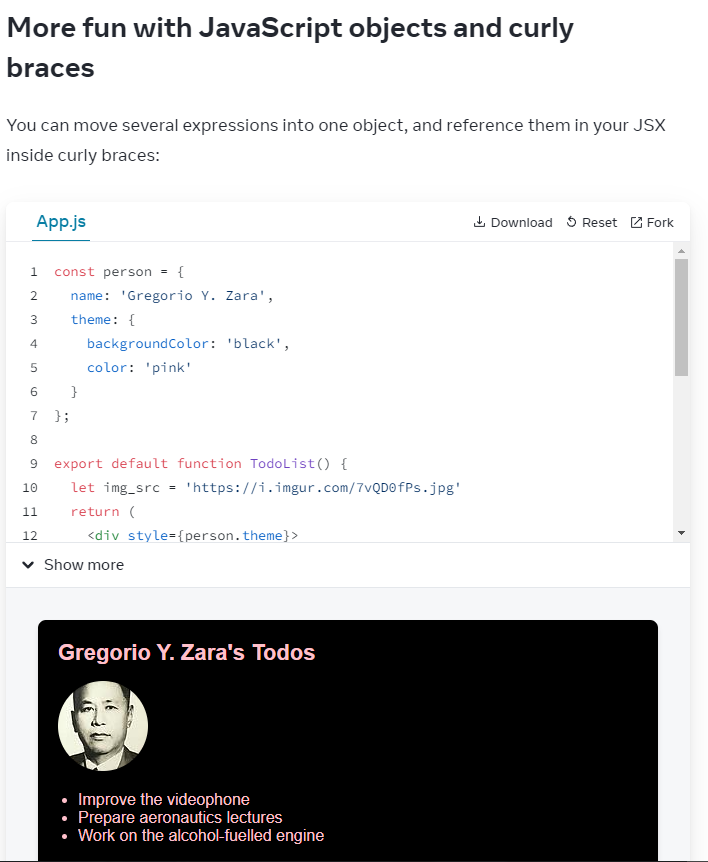 More fun with JavaScript objects and curly
braces
You can move several expressions into one object, and reference them in your JSX
inside curly braces:
App.js
Download Reset Fork
1 const person = {
2   name: 'Gregorio Y. Zara',
3   theme: {
4     backgroundColor: 'black',
5     color: 'pink'
6   }
7 };
8
9 export default function TodoList() {
10   let img_src = 'https://i.imgur.com/7vQD0fPs.jpg'
11   return (
12     <div style={person.theme}>
Show more
Gregorio Y. Zara's Todos
• Improve the videophone
• Prepare aeronautics lectures
• Work on the alcohol-fuelled engine